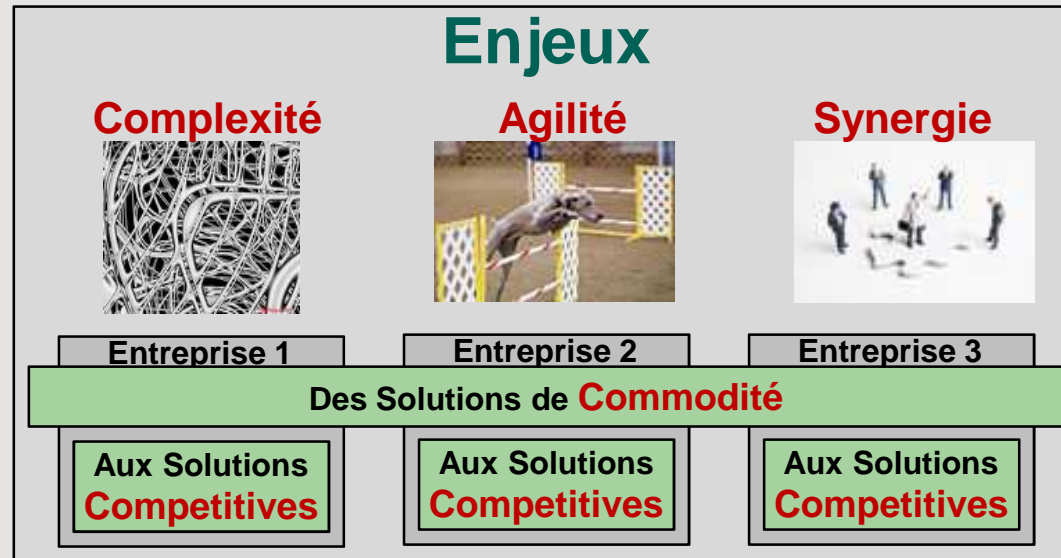 Enjeux
Complexité
Agilité
Synergie
Entreprise 1
Entreprise 2
Entreprise 3
Des Solutions de Commodité
Aux Solutions
Competitives
Aux Solutions
Competitives
Aux Solutions
Competitives